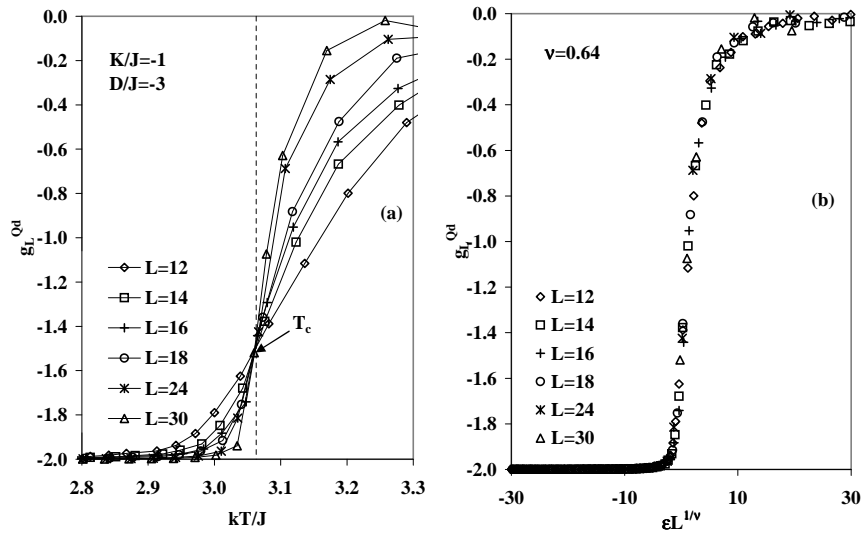 0.0
-0.2
-0.4
-0.6
-0.8
-1.0
-1.2
-1.4
-1.6
-1.8
-2.0
g_L^Qd
K/J=-1
D/J=-3
(a)
L=12
L=14
L=16
L=18
L=24
L=30
T_c
2.8 2.9 3.0 3.1 3.2 3.3
kT/J
0.0
-0.2
-0.4
-0.6
-0.8
-1.0
-1.2
-1.4
-1.6
-1.8
-2.0
g_L^Qd
ν=0.64
(b)
L=12
L=14
L=16
L=18
L=24
L=30
-30 -10 10 30
εL^1/ν